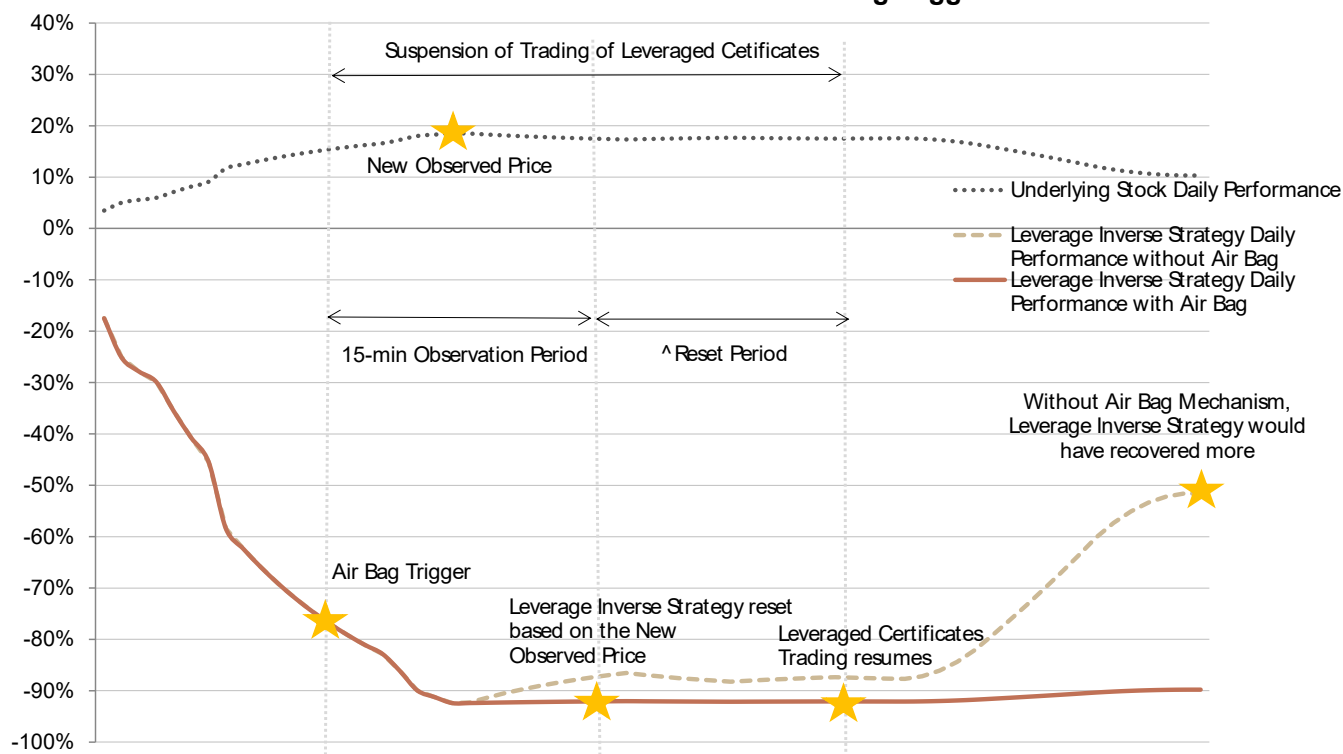 40%
Suspension of Trading of Leveraged Cetificates
30%
20%
New Observed Price
10%
Underlying Stock Daily Performance
0%
Leverage Inverse Strategy Daily
Performance without Air Bag
-10%
Leverage Inverse Strategy Daily
Performance with Air Bag
-20%
15-min Observation Period
^Reset Period
-30%
Without Air Bag Mechanism,
Leverage Inverse Strategy would
have recovered more
-40%
-50%
-60%
Air Bag Trigger
-70%
Leverage Inverse Strategy reset
based on the New
Observed Price
Leveraged Certificates
Trading resumes
-80%
-90%
-100%